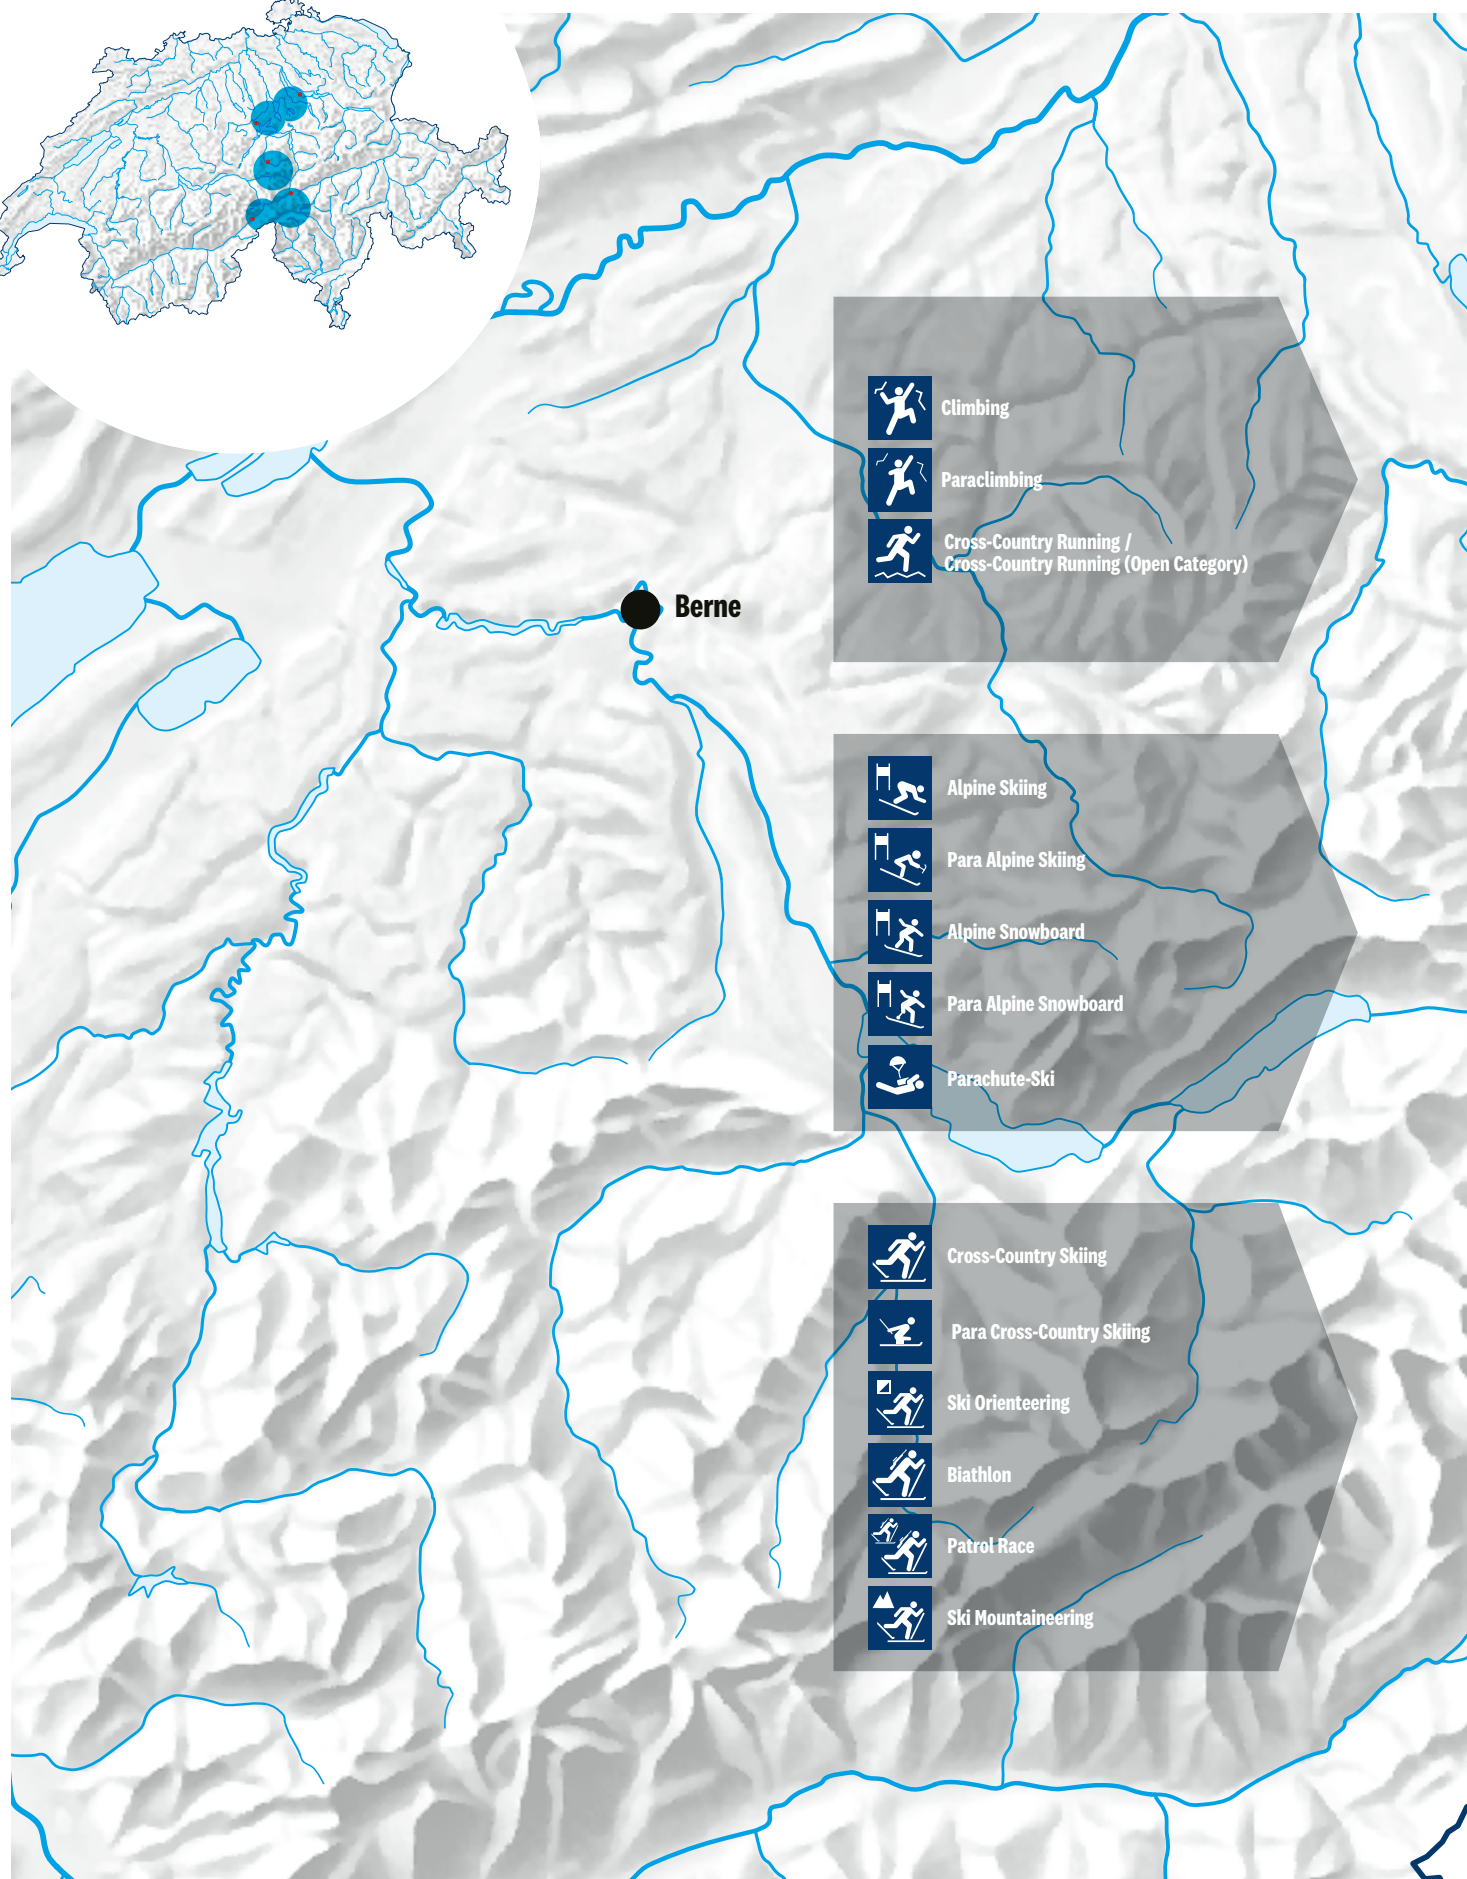 Climbing
Paraclimbing
Cross-Country Running /
Cross-Country Running (Open Category)
Berne
Alpine Skiing
Para Alpine Skiing
Alpine Snowboard
Para Alpine Snowboard
Parachute-Ski
Cross-Country Skiing
Para Cross-Country Skiing
Ski Orienteering
Biathlon
Patrol Race
Ski Mountaineering